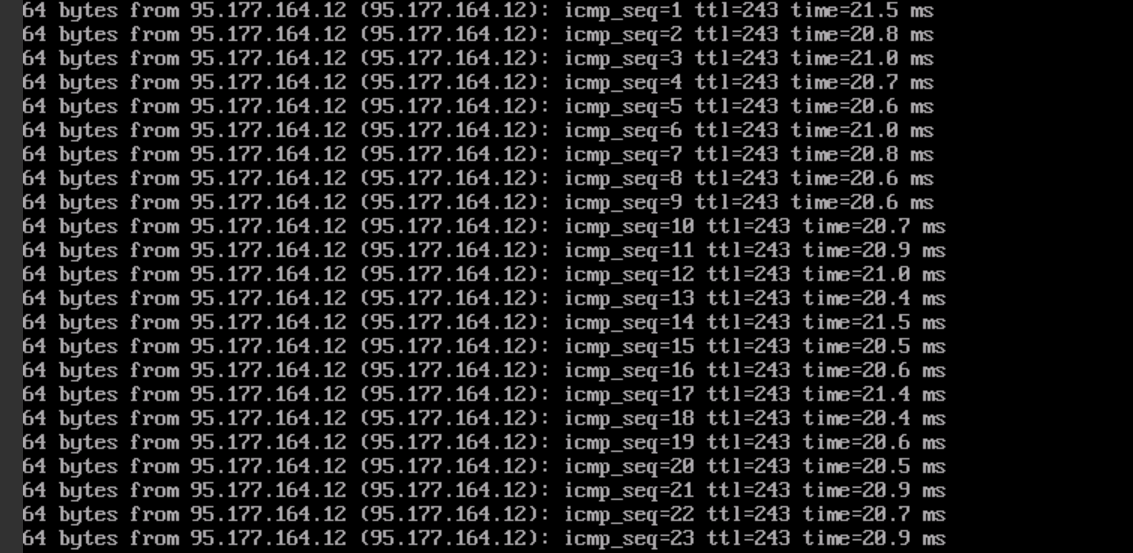 64 bytes from 95.177.164.12 (95.177.164.12): icmp_seq=1 ttl=243 time=21.5 ms
64 bytes from 95.177.164.12 (95.177.164.12): icmp_seq=2 ttl=243 time=20.8 ms
64 bytes from 95.177.164.12 (95.177.164.12): icmp_seq=3 ttl=243 time=21.0 ms
64 bytes from 95.177.164.12 (95.177.164.12): icmp_seq=4 ttl=243 time=20.7 ms
64 bytes from 95.177.164.12 (95.177.164.12): icmp_seq=5 ttl=243 time=20.6 ms
64 bytes from 95.177.164.12 (95.177.164.12): icmp_seq=6 ttl=243 time=21.0 ms
64 bytes from 95.177.164.12 (95.177.164.12): icmp_seq=7 ttl=243 time=20.8 ms
64 bytes from 95.177.164.12 (95.177.164.12): icmp_seq=8 ttl=243 time=20.6 ms
64 bytes from 95.177.164.12 (95.177.164.12): icmp_seq=9 ttl=243 time=20.6 ms
64 bytes from 95.177.164.12 (95.177.164.12): icmp_seq=10 ttl=243 time=20.7 ms
64 bytes from 95.177.164.12 (95.177.164.12): icmp_seq=11 ttl=243 time=20.9 ms
64 bytes from 95.177.164.12 (95.177.164.12): icmp_seq=12 ttl=243 time=21.0 ms
64 bytes from 95.177.164.12 (95.177.164.12): icmp_seq=13 ttl=243 time=20.4 ms
64 bytes from 95.177.164.12 (95.177.164.12): icmp_seq=14 ttl=243 time=21.5 ms
64 bytes from 95.177.164.12 (95.177.164.12): icmp_seq=15 ttl=243 time=20.5 ms
64 bytes from 95.177.164.12 (95.177.164.12): icmp_seq=16 ttl=243 time=20.6 ms
64 bytes from 95.177.164.12 (95.177.164.12): icmp_seq=17 ttl=243 time=21.4 ms
64 bytes from 95.177.164.12 (95.177.164.12): icmp_seq=18 ttl=243 time=20.4 ms
64 bytes from 95.177.164.12 (95.177.164.12): icmp_seq=19 ttl=243 time=20.6 ms
64 bytes from 95.177.164.12 (95.177.164.12): icmp_seq=20 ttl=243 time=20.5 ms
64 bytes from 95.177.164.12 (95.177.164.12): icmp_seq=21 ttl=243 time=20.9 ms
64 bytes from 95.177.164.12 (95.177.164.12): icmp_seq=22 ttl=243 time=20.7 ms
64 bytes from 95.177.164.12 (95.177.164.12): icmp_seq=23 ttl=243 time=20.9 ms